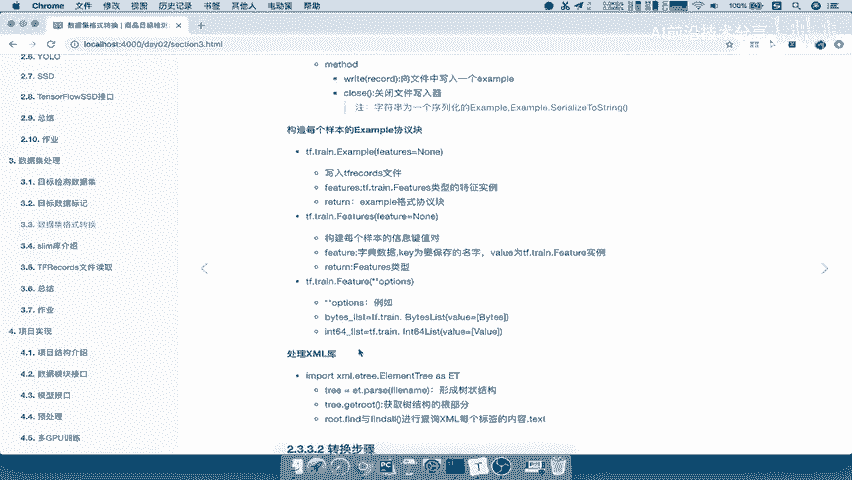 Chrome 文件 修改 视图 历史记录 书签 其他人 电动篮 帮助
100%
数据集格式转换 | 商品目标检测
AI前沿技术分享
localhost:4000/day02/section3.html
2.6. YOLO
2.7. SSD
2.8. TensorFlowSSD接口
2.9. 总结
2.10. 作业
3. 数据集处理
3.1. 目标检测数据集
3.2. 目标数据标记
3.3. 数据集格式转换
3.4. slim库介绍
3.5. TFRecords文件读取
3.6. 总结
3.7. 作业
4. 项目实现
4.1. 项目结构介绍
4.2. 数据模块接口
4.3. 模型接口
4.4. 预处理
4.5. 多GPU训练
method
write(record):向文件中写入一个example
close():关闭文件写入器
注：字符串为一个序列化的Example,Example.SerializeToString()
构造每个样本的Example协议块
tf.train.Example(features=None)
写入tfrecords文件
features:tf.train.Features类型的特征实例
return：example格式协议块
tf.train.Features(feature=None)
构建每个样本的信息键值对
feature:字典数据,key为要保存的名字，value为tf.train.Feature实例
return:Features类型
tf.train.Feature(**options)
**options：例如
bytes_list=tf.train. BytesList(value=[Bytes])
int64_list=tf.train. Int64List(value=[Value])
处理XML库
import xml.etree.ElementTree as ET
tree = et.parse(filename)：形成树状结构
tree.getroot():获取树结构的根部分
root.find与findall()进行查询XML每个标签的内容.text
2.3.3.2 转换步骤